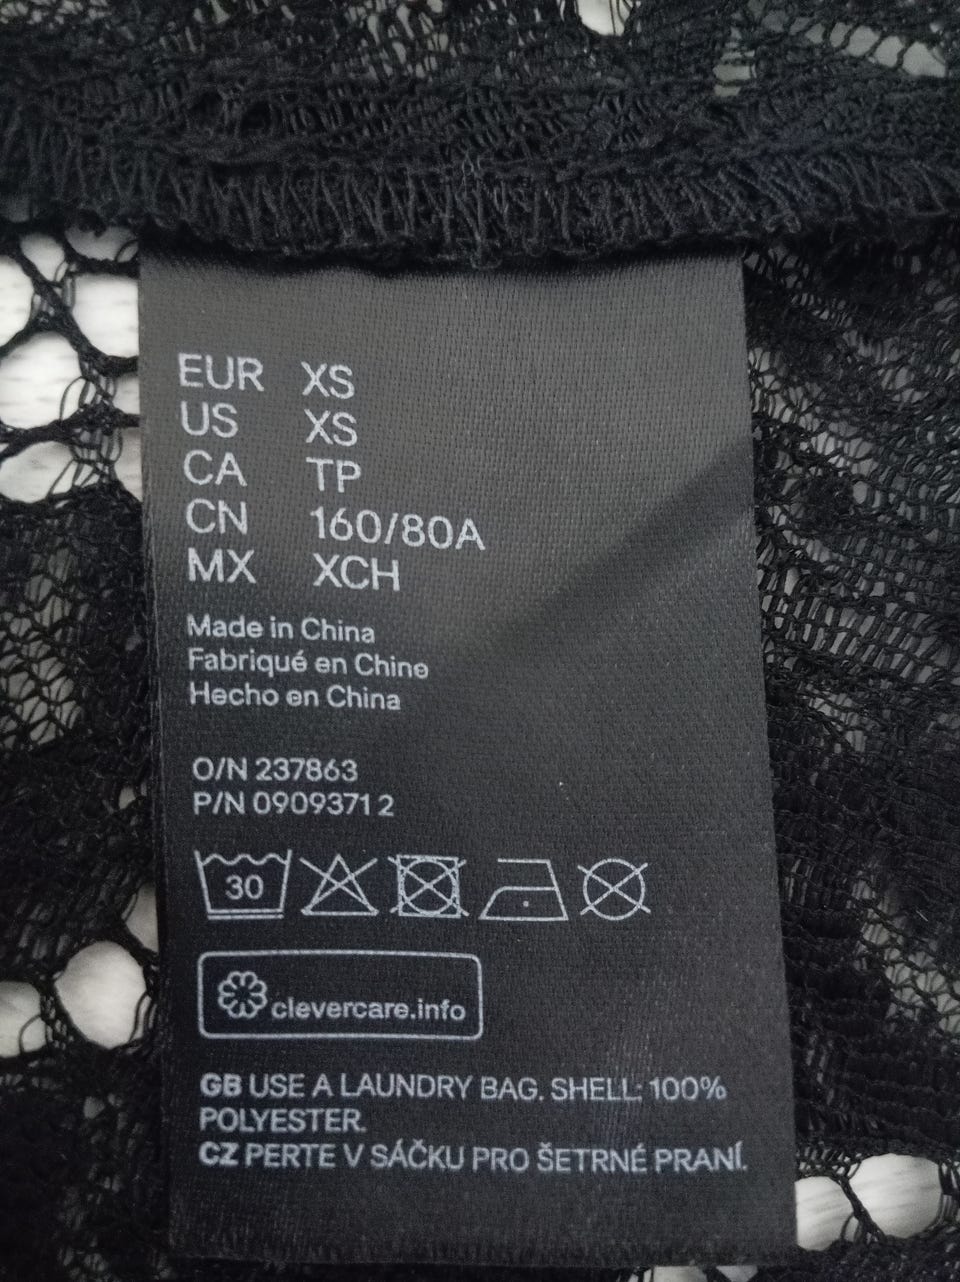 EUR XS
US XS
CA TP
CN 160/80A
MX XCH
Made in China
Fabriqué en Chine
Hecho en China
O/N 237863
P/N 09093712
30
clevercare.info
GB USE A LAUNDRY BAG. SHELL: 100%
POLYESTER.
CZ PERTE V SÁČKU PRO ŠETRNÉ PRANÍ.